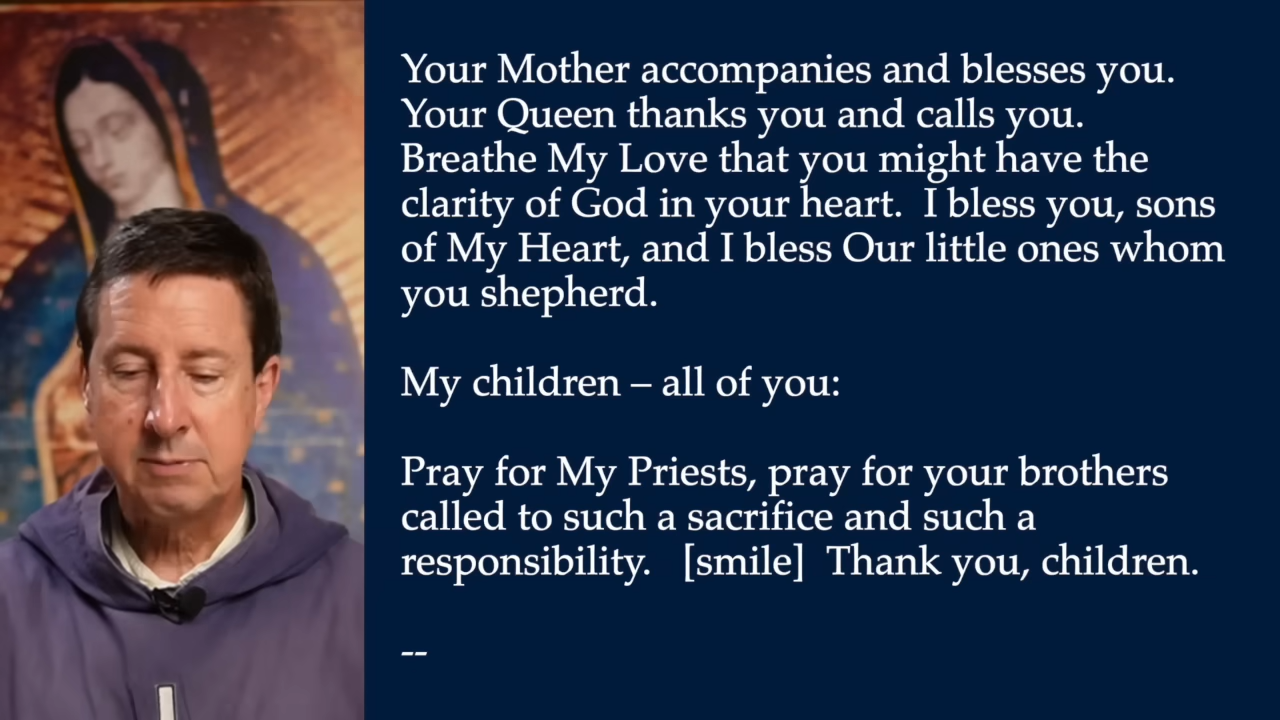 Your Mother accompanies and blesses you.
Your Queen thanks you and calls you.
Breathe My Love that you might have the
clarity of God in your heart.  I bless you, sons
of My Heart, and I bless Our little ones whom
you shepherd.
My children – all of you:
Pray for My Priests, pray for your brothers
called to such a sacrifice and such a
responsibility.   [smile]  Thank you, children.
--